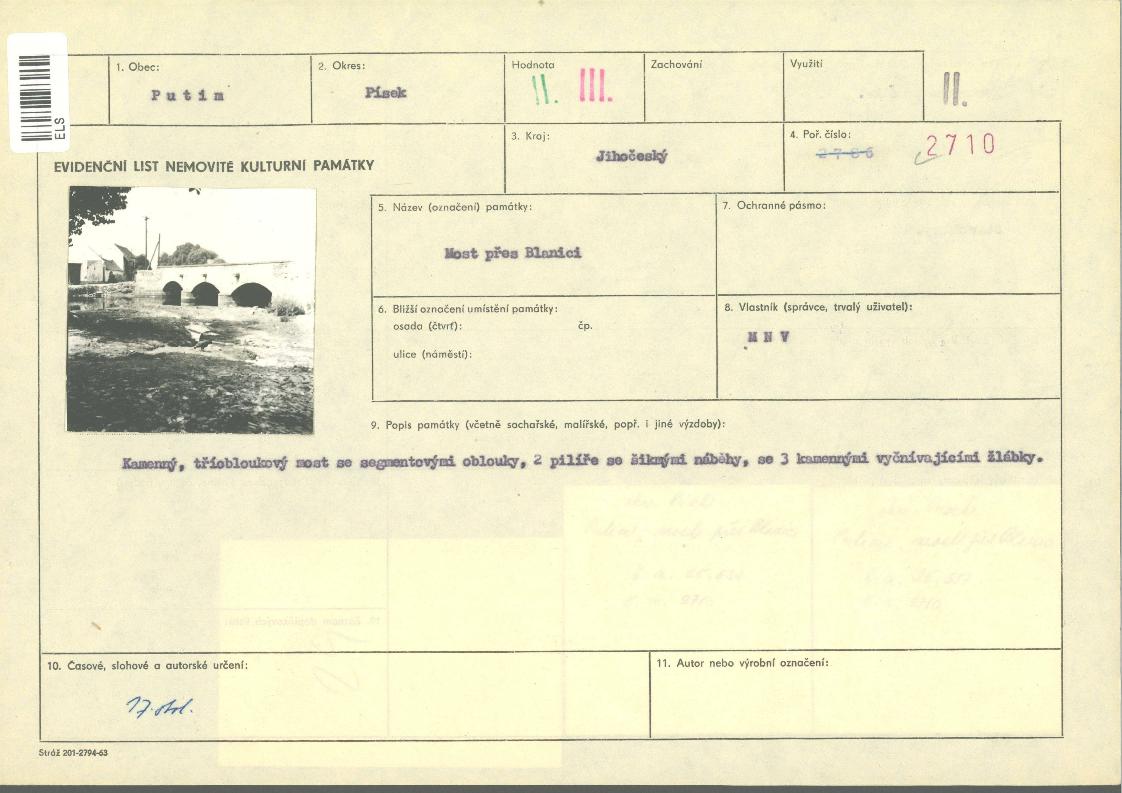 ELS
1. Obec:
Putim
2. Okres:
Písek
Hodnota
II. III.
Zachování
Využití
II.
3. Kraj:
Jihočeský
4. Poř. číslo:
2786 2710
EVIDENČNÍ LIST NEMOVITÉ KULTURNÍ PAMÁTKY
5. Název (označení) památky:
Most přes Blanici
7. Ochranné pásmo:
6. Bližší označení umístění památky:
osada (čtvrť): čp.
ulice (náměstí):
8. Vlastník (správce, trvalý uživatel):
M N V
9. Popis památky (včetně sochařské, malířské, popř. i jiné výzdoby):
Kamenný, tříobloukový most se segmentovými oblouky, 2 pilíře se šikmými náběhy, se 3 kamennými vyčnívajícími žlábky.
10. Časové, slohové a autorské určení:
17. stol.
11. Autor nebo výrobní označení:
Stráž 201-2794-63